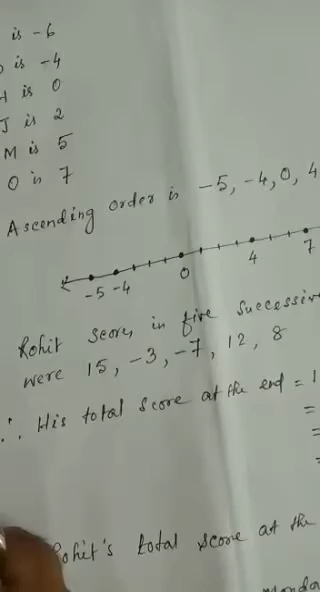 is -6
is -4
H is 0
J is 2
M is 5
O is 7
Ascending order is -5, -4, 0, 4
-5 -4 0 4 7
Rohit scores in five successive
were 15, -3, -7, 12, 8
∴ His total score at the end = 1
=
=
=
Rohit's total score at the